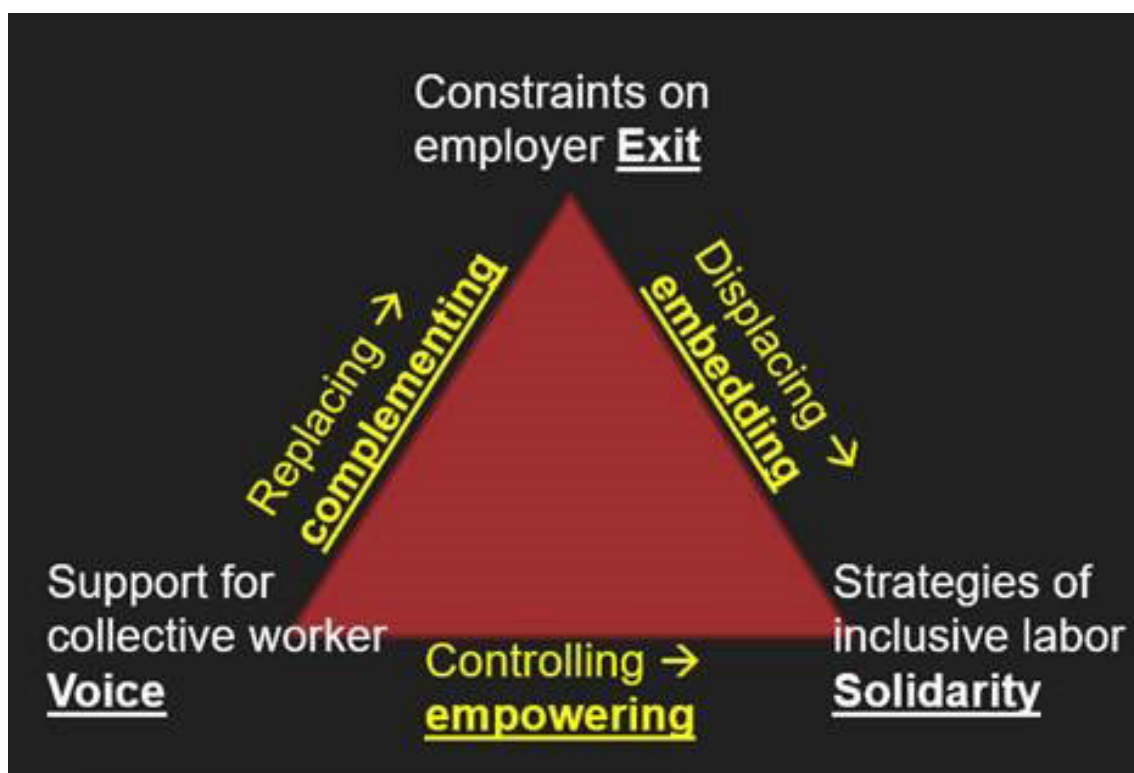 Constraints on
employer Exit
Replacing →
complementing
Displacing →
embedding
Support for
collective worker
Voice
Controlling →
empowering
Strategies of
inclusive labor
Solidarity